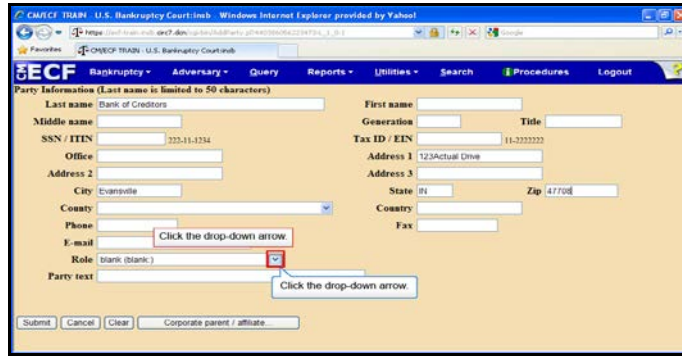 CM/ECF TRAIN - U.S. Bankruptcy Court:insb - Windows Internet Explorer provided by Yahoo!
Google
Favorites CM/ECF TRAIN - U.S. Bankruptcy Court:insb
ECF Bankruptcy Adversary Query Reports Utilities Search Procedures Logout ?
Party Information (Last name is limited to 50 characters)
Last name Bank of Creditors First name
Middle name Generation Title
SSN / ITIN 222-11-1234 Tax ID / EIN 11-2222222
Office Address 1 123Actual Drive
Address 2 Address 3
City Evansville State IN Zip 47708
County Country
Phone Fax
Click the drop-down arrow.
E-mail
Role blank (blank:)
Party text
Click the drop-down arrow.
Submit Cancel Clear Corporate parent / affiliate...